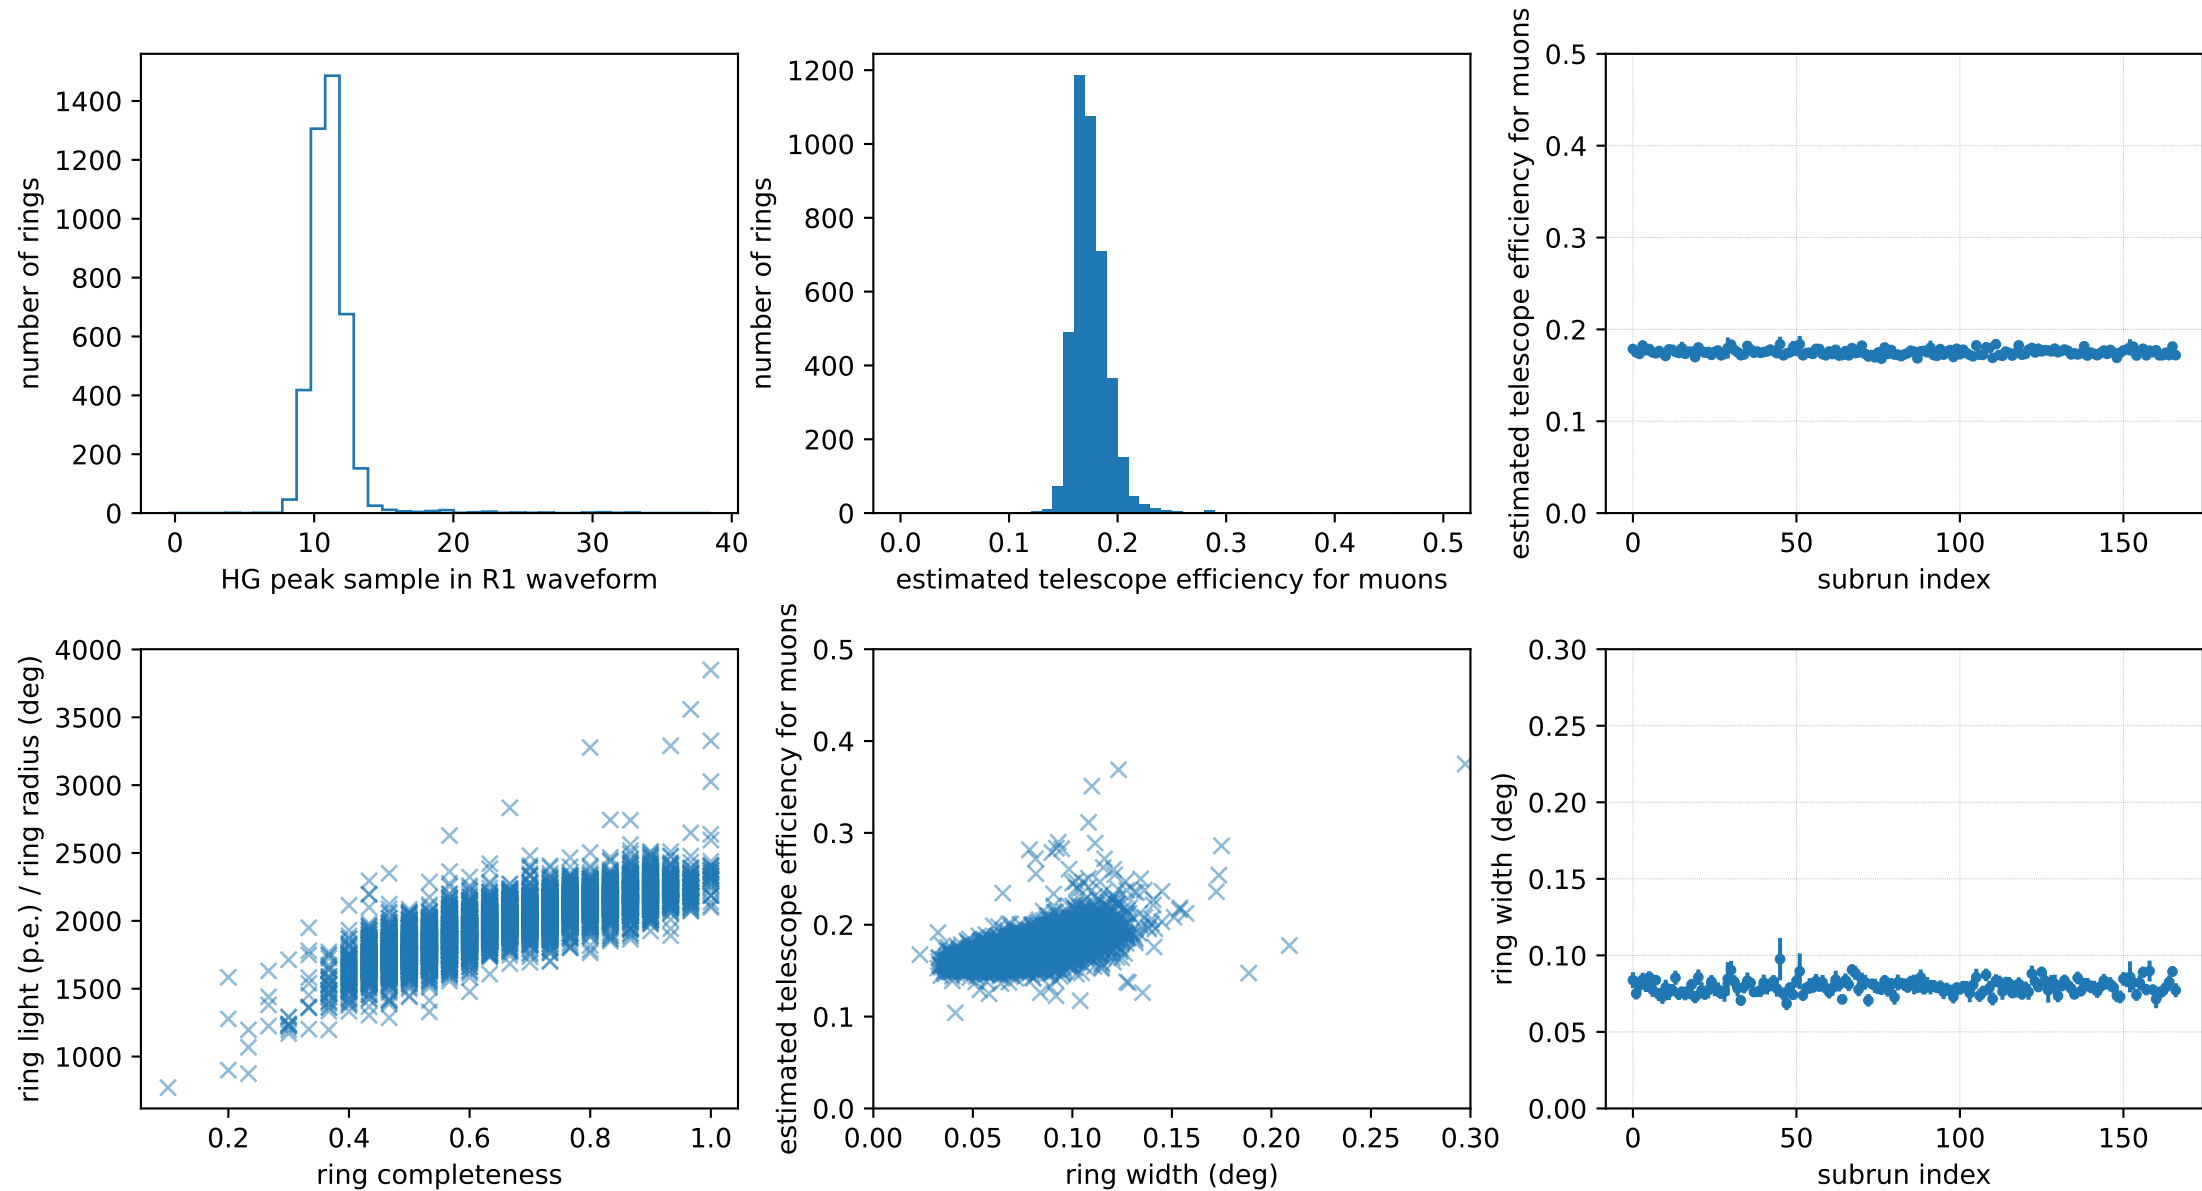 1400
1200
1000
800
600
400
200
0
number of rings
0 10 20 30 40
HG peak sample in R1 waveform
1200
1000
800
600
400
200
0
number of rings
0.0 0.1 0.2 0.3 0.4 0.5
estimated telescope efficiency for muons
0.5
0.4
0.3
0.2
0.1
0.0
estimated telescope efficiency for muons
0 50 100 150
subrun index
4000
3500
3000
2500
2000
1500
1000
ring light (p.e.) / ring radius (deg)
0.2 0.4 0.6 0.8 1.0
ring completeness
0.5
0.4
0.3
0.2
0.1
0.0
estimated telescope efficiency for muons
0.00 0.05 0.10 0.15 0.20 0.25 0.30
ring width (deg)
0.30
0.25
0.20
0.15
0.10
0.05
0.00
ring width (deg)
0 50 100 150
subrun index